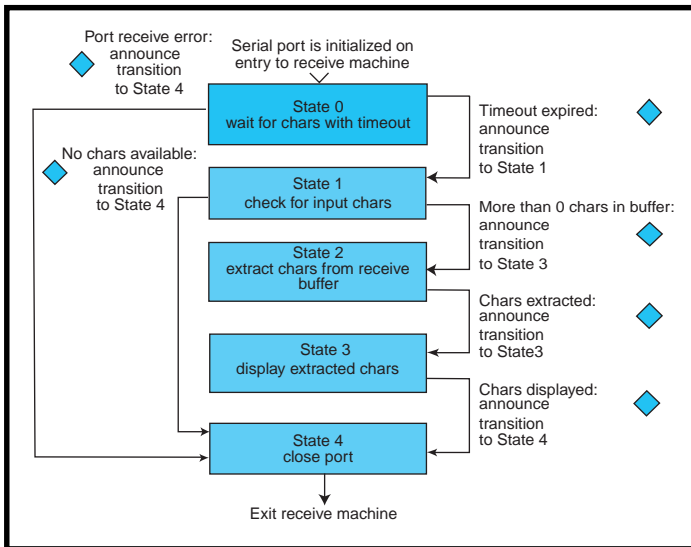 Port receive error:
announce
transition
to State 4
Serial port is initialized on
entry to receive machine
State 0
wait for chars with timeout
Timeout expired:
announce
transition
to State 1
No chars available:
announce
transition
to State 4
State 1
check for input chars
More than 0 chars in buffer:
announce
transition
to State 3
State 2
extract chars from receive
buffer
Chars extracted:
announce
transition
to State3
State 3
display extracted chars
Chars displayed:
announce
transition
to State 4
State 4
close port
Exit receive machine